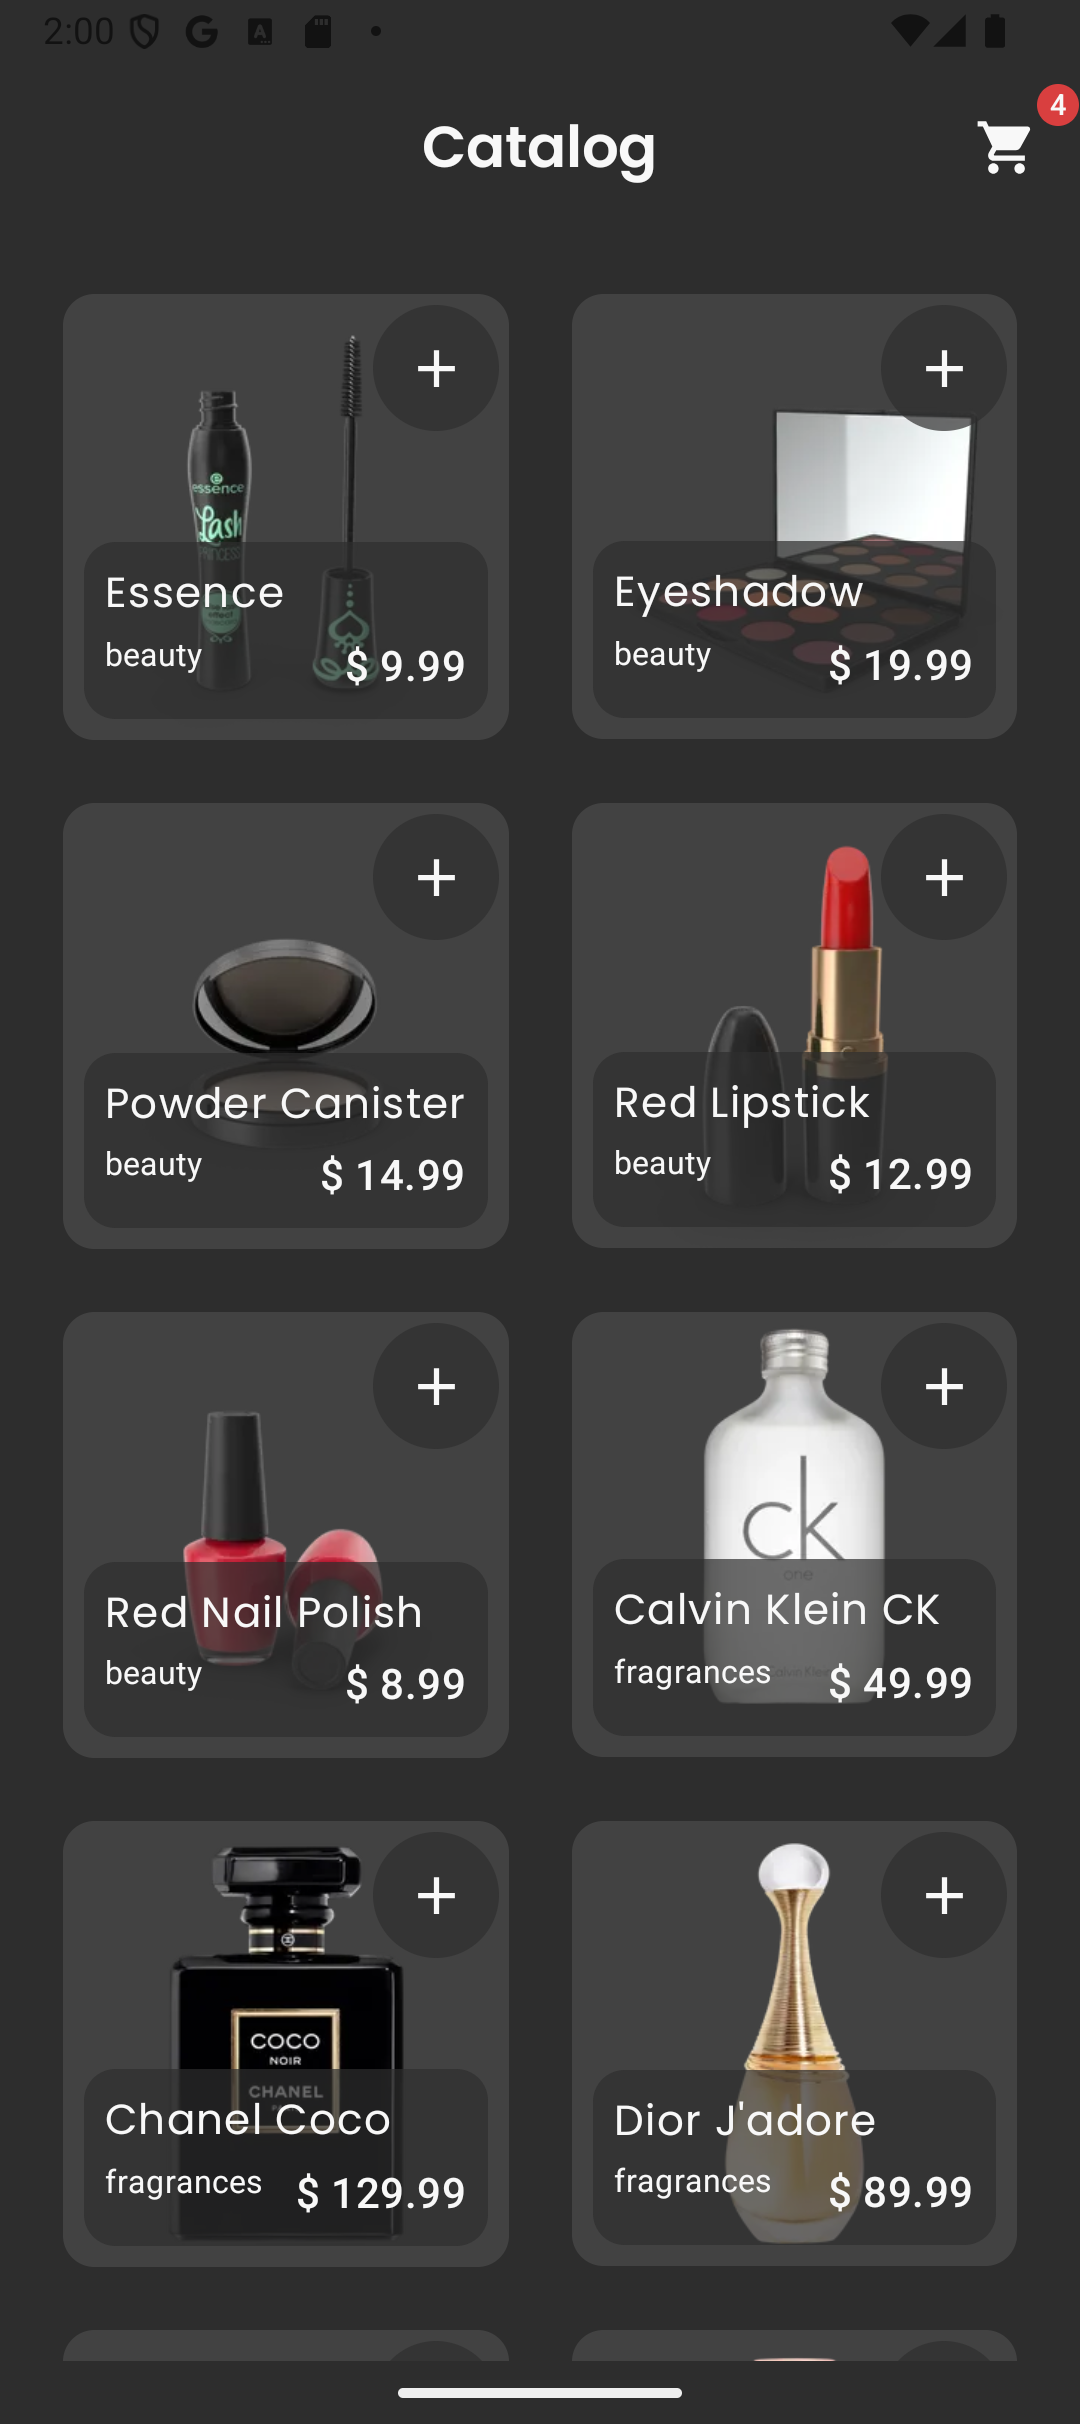 2:00
Catalog
4
essence
Lash
PRINCESS
Essence
beauty
$ 9.99
Eyeshadow
beauty
$ 19.99
Powder Canister
beauty
$ 14.99
Red Lipstick
beauty
$ 12.99
Red Nail Polish
beauty
$ 8.99
ck
one
Calvin Klein CK
fragrances
$ 49.99
COCO
NOIR
CHANEL
Chanel Coco
fragrances
$ 129.99
Dior J'adore
fragrances
$ 89.99